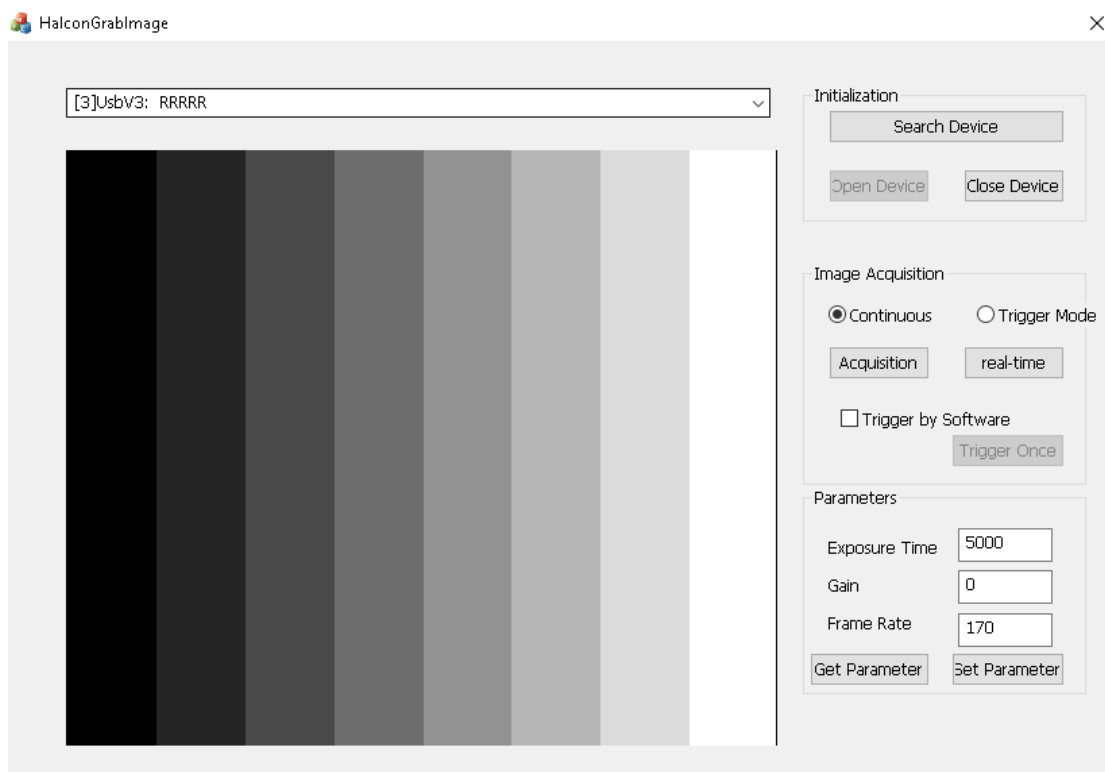 HalconGrabImage
[3]UsbV3: RRRRR
Initialization
Search Device
Open Device Close Device
Image Acquisition
Continuous Trigger Mode
Acquisition real-time
Trigger by Software
Trigger Once
Parameters
Exposure Time 5000
Gain 0
Frame Rate 170
Get Parameter Set Parameter